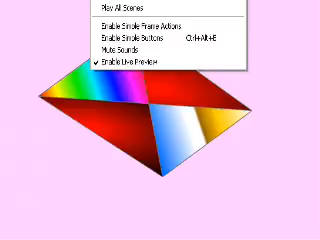 Play All Scenes
Enable Simple Frame Actions
Enable Simple Buttons Ctrl+Alt+B
Mute Sounds
Enable Live Preview